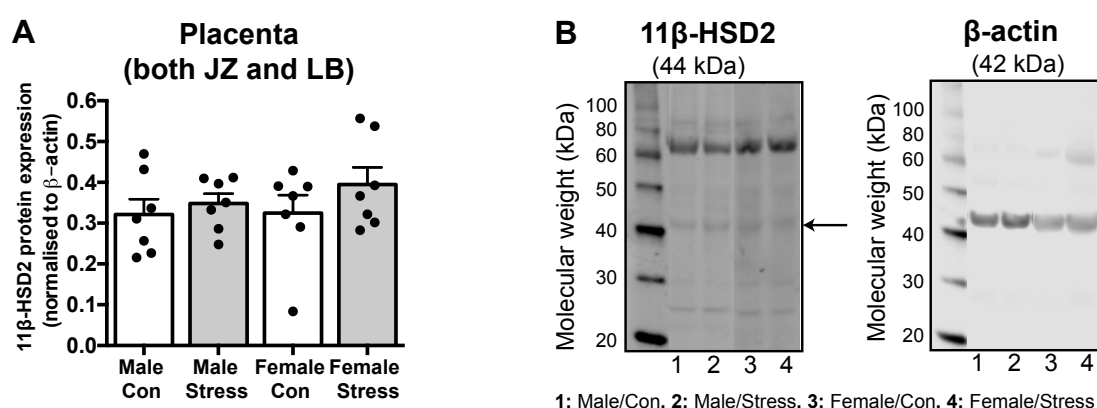 A
Placenta
(both JZ and LB)
11β-HSD2 protein expression
(normalised to β-actin)
0.6
0.5
0.4
0.3
0.2
0.1
0.0
Male Con
Male Stress
Female Con
Female Stress
B
11β-HSD2
(44 kDa)
Molecular weight (kDa)
100
80
60
50
40
30
20
1 2 3 4
β-actin
(42 kDa)
Molecular weight (kDa)
100
80
60
50
40
30
20
1 2 3 4
1: Male/Con, 2: Male/Stress, 3: Female/Con, 4: Female/Stress